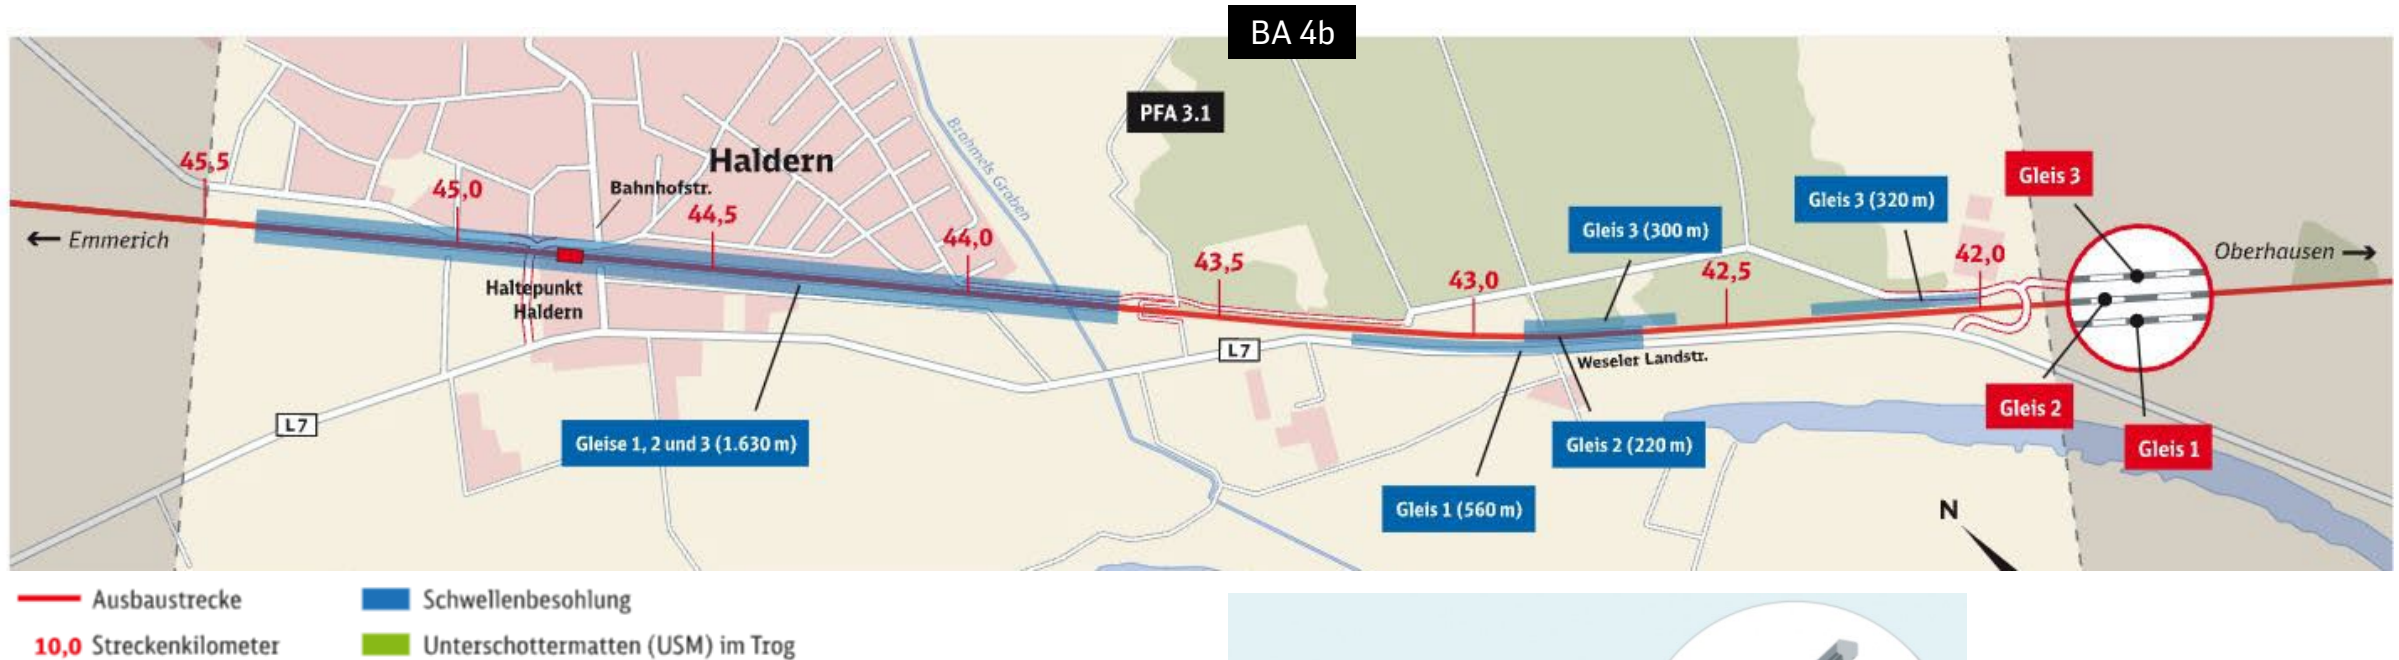 BA 4b
PFA 3.1
Haldern
Brahmels Graben
45,5
45,0
Bahnhofstr.
44,5
44,0
43,5
43,0
42,5
42,0
Gleis 3 (300 m)
Gleis 3 (320 m)
Gleis 3
← Emmerich
Oberhausen →
Haltepunkt
Haldern
L7
Weseler Landstr.
L7
Gleise 1, 2 und 3 (1.630 m)
Gleis 2 (220 m)
Gleis 1 (560 m)
Gleis 2
Gleis 1
N
Ausbaustrecke
Schwellenbesohlung
10,0 Streckenkilometer
Unterschottermatten (USM) im Trog